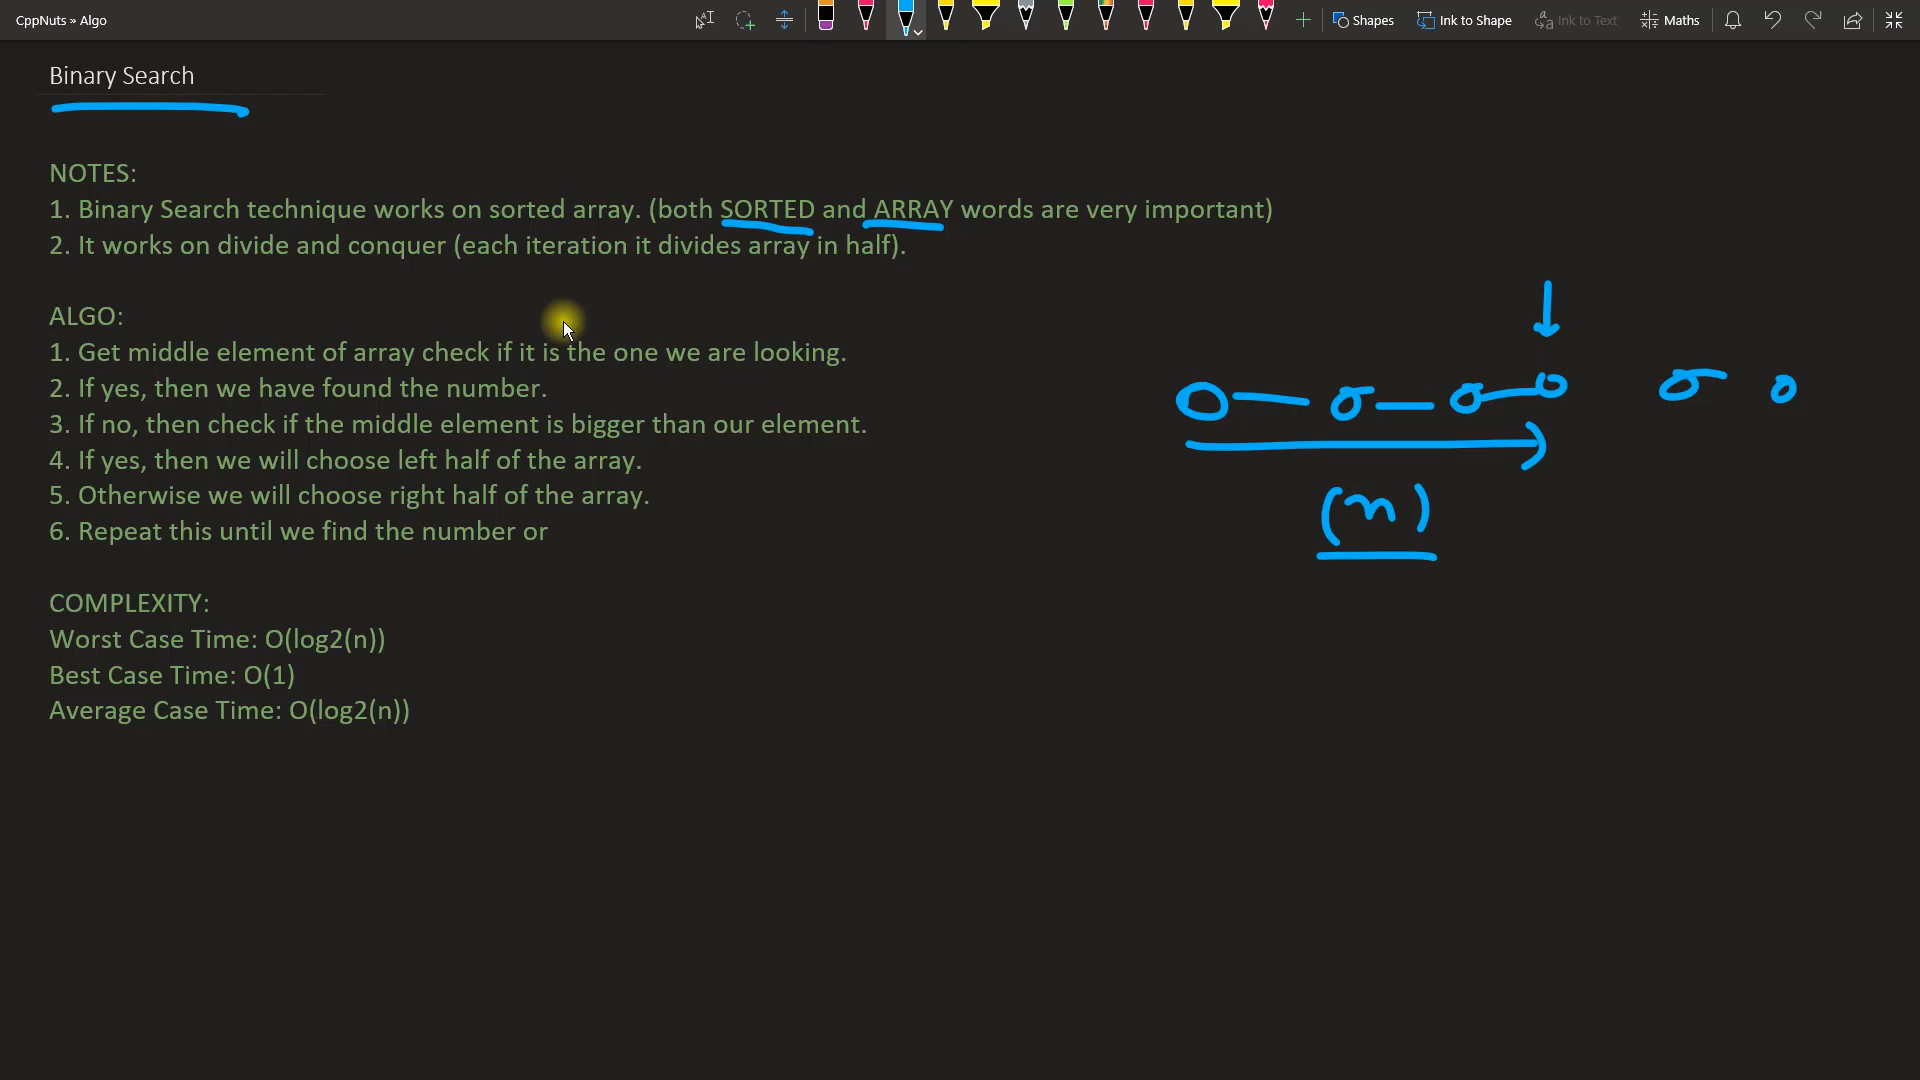 CppNuts » Algo
Shapes
Ink to Shape
Ink to Text
Maths
Binary Search
NOTES:
1. Binary Search technique works on sorted array. (both SORTED and ARRAY words are very important)
2. It works on divide and conquer (each iteration it divides array in half).
ALGO:
1. Get middle element of array check if it is the one we are looking.
2. If yes, then we have found the number.
3. If no, then check if the middle element is bigger than our element.
4. If yes, then we will choose left half of the array.
5. Otherwise we will choose right half of the array.
6. Repeat this until we find the number or
(n)
COMPLEXITY:
Worst Case Time: O(log2(n))
Best Case Time: O(1)
Average Case Time: O(log2(n))